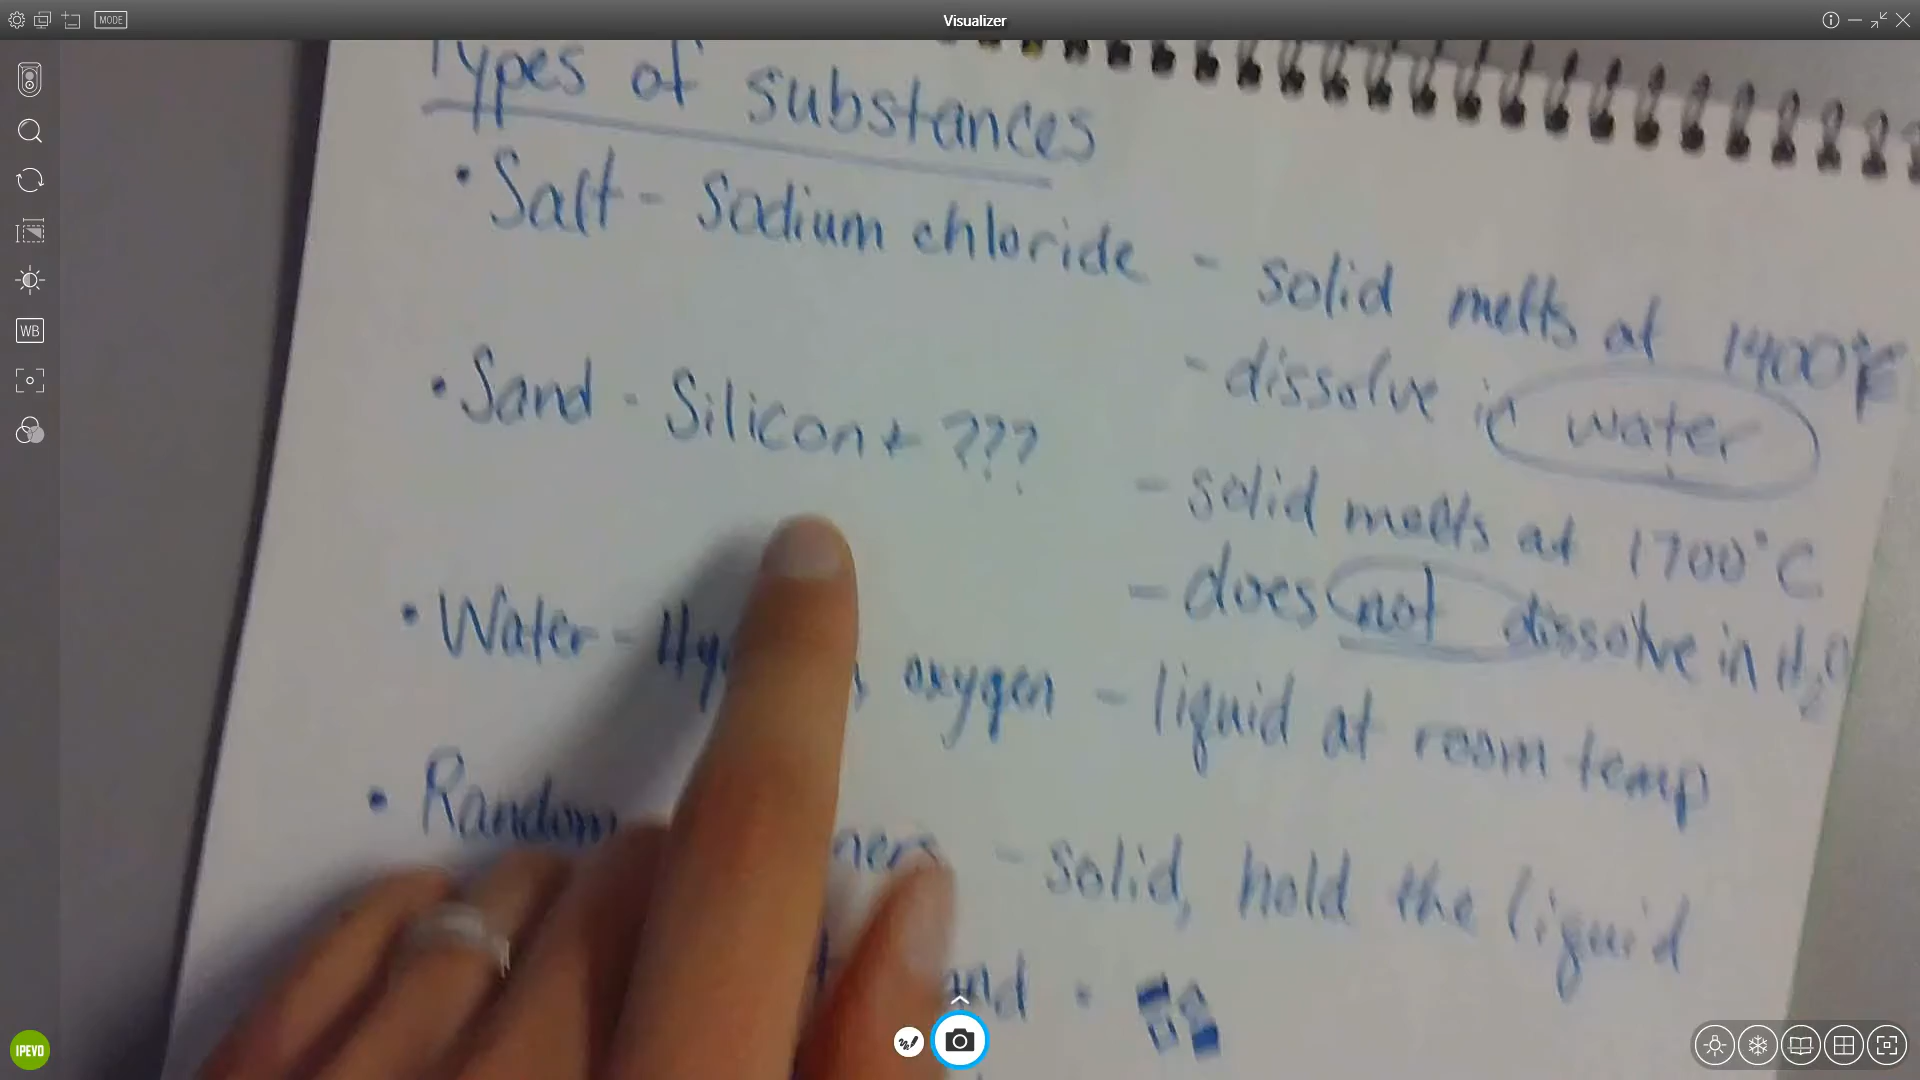 MODE
Visualizer
Types of substances
• Salt - Sodium chloride - solid melts at 1400°F
- dissolve in water
• Sand - Silicon + ???
- solid melts at 1700°C
- does not dissolve in H2O
• Water - oxygen - liquid at room temp
• Random - solid, hold the liquid
WB
IPEVO